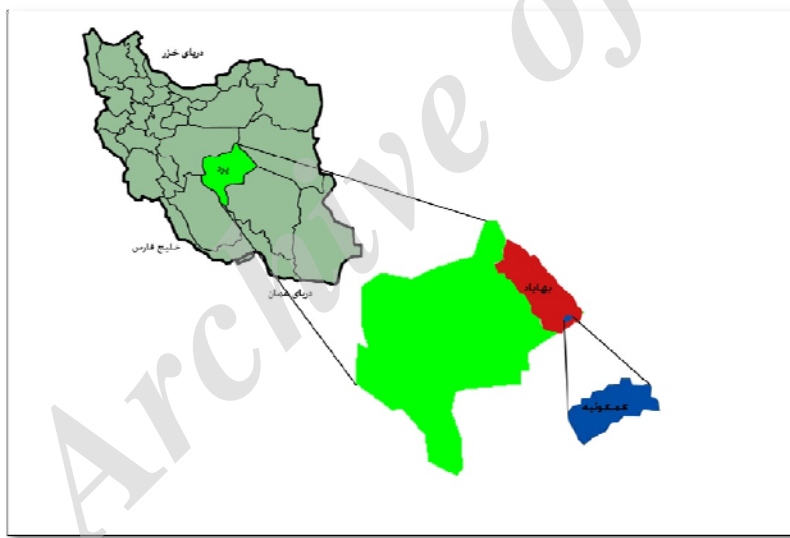 دریای خزر
یزد
خلیج فارس
دریای عمان
بهاباد
کمکوئیه
Archive of